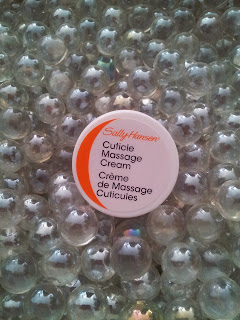 Sally Hansen®
Cuticle
Massage
Cream
Crème
de Massage
Cuticules